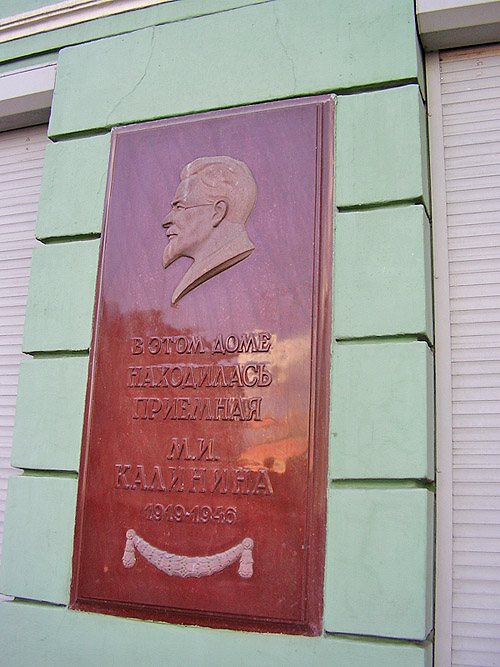 В ЭТОМ ДОМЕ
НАХОДИЛАСЬ
ПРИЕМНАЯ
М.И.
КАЛИНИНА
1919-1946